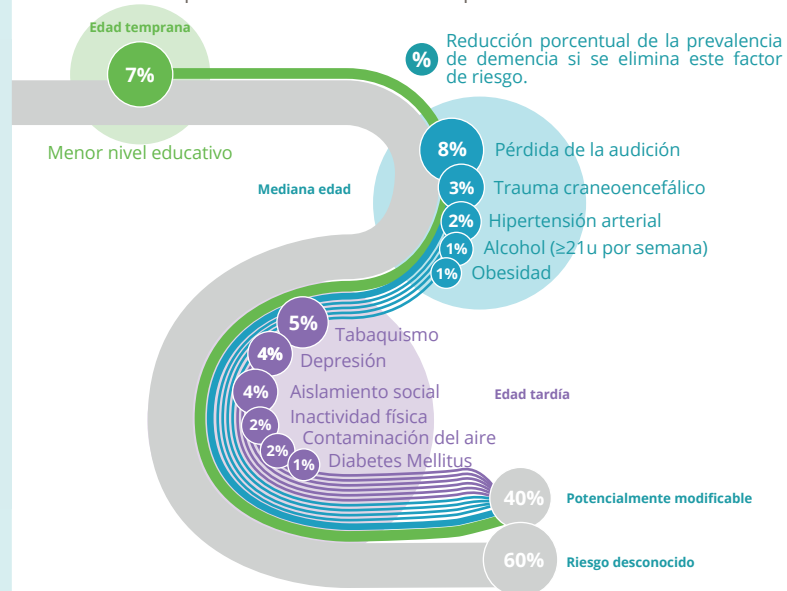 Edad temprana
7%
Menor nivel educativo
%
Reducción porcentual de la prevalencia
de demencia si se elimina este factor
de riesgo.
Mediana edad
8% Pérdida de la audición
3% Trauma craneoencefálico
2% Hipertensión arterial
1% Alcohol (≥21u por semana)
1% Obesidad
5% Tabaquismo
4% Depresión
4% Aislamiento social
2% Inactividad física
2% Contaminación del aire
1% Diabetes Mellitus
Edad tardía
40% Potencialmente modificable
60% Riesgo desconocido